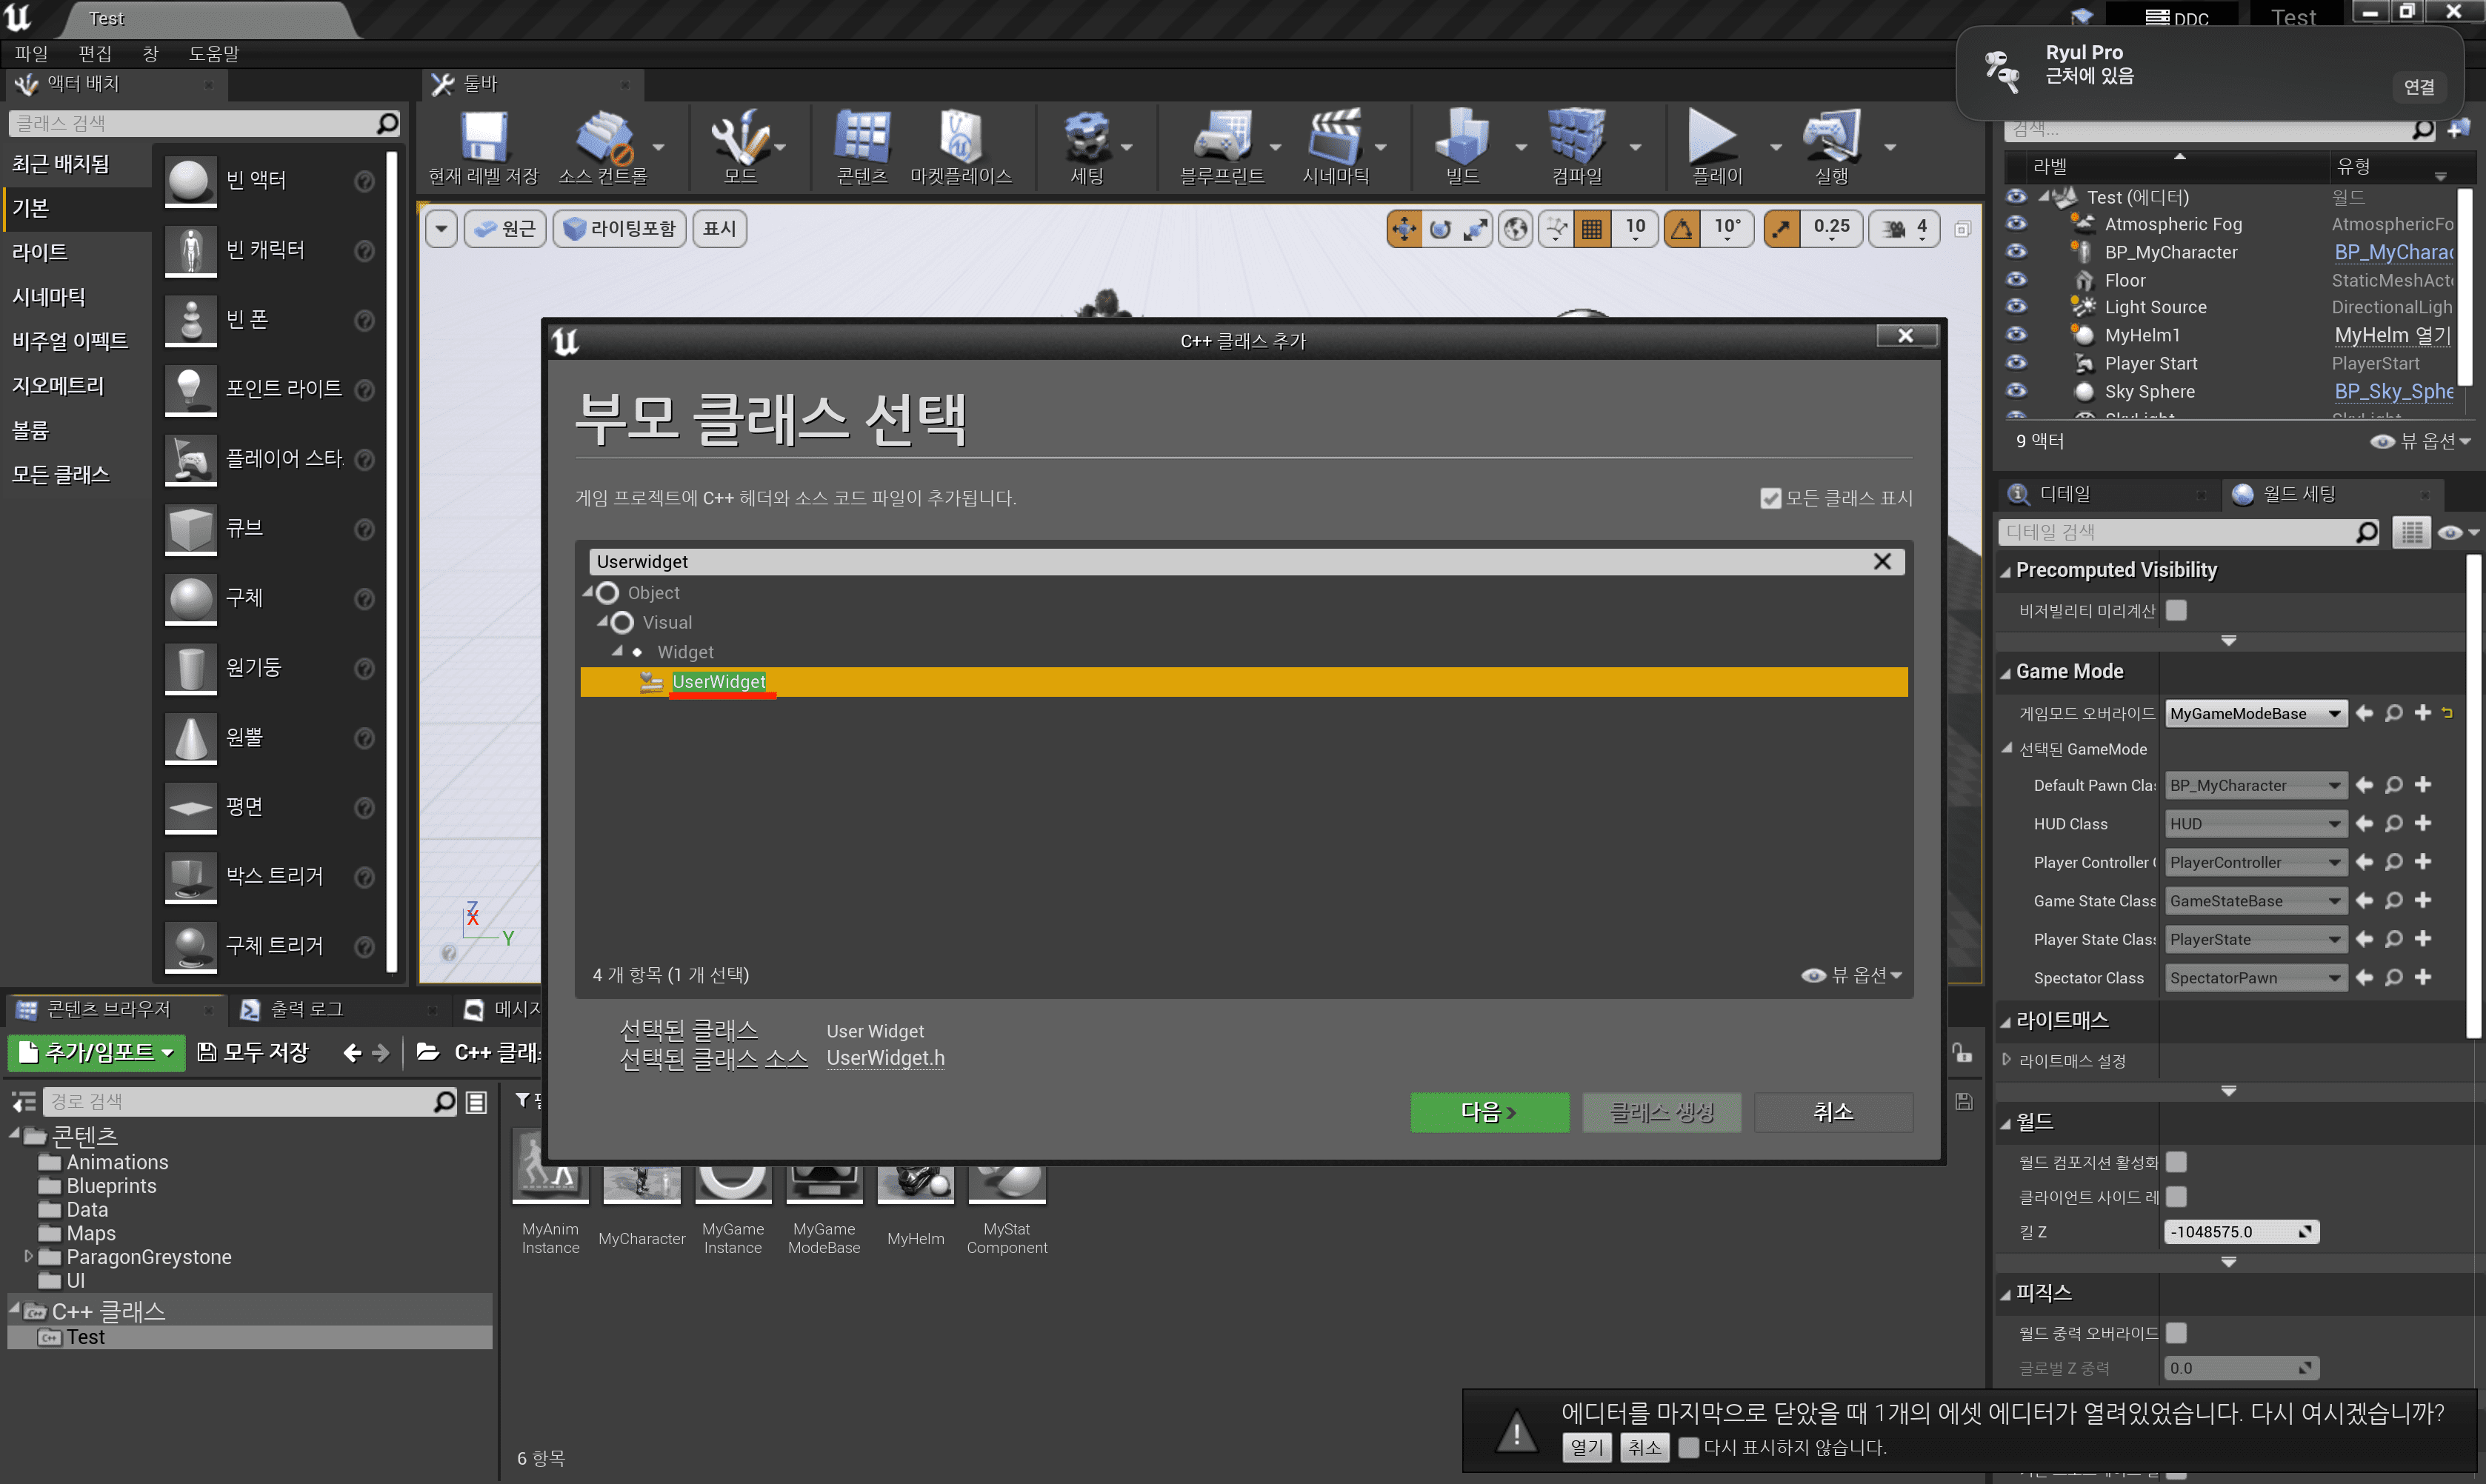 Test
DDC
Test
파일 편집 창 도움말
Ryul Pro
근처에 있음
연결
액터 배치
툴바
클래스 검색
최근 배치됨
기본
라이트
시네마틱
비주얼 이펙트
지오메트리
볼륨
모든 클래스
빈 액터
빈 캐릭터
빈 폰
포인트 라이트
플레이어 스타
큐브
구체
원기둥
원뿔
평면
박스 트리거
구체 트리거
현재 레벨 저장
소스 컨트롤
모드
콘텐츠
마켓플레이스
세팅
블루프린트
시네마틱
빌드
컴파일
플레이
실행
원근
라이팅포함
표시
10
10°
0.25
4
Z
X
Y
C++ 클래스 추가
부모 클래스 선택
게임 프로젝트에 C++ 헤더와 소스 코드 파일이 추가됩니다.
모든 클래스 표시
Userwidget
Object
Visual
Widget
UserWidget
4 개 항목 (1 개 선택)
뷰 옵션
선택된 클래스 User Widget
선택된 클래스 소스 UserWidget.h
다음
클래스 생성
취소
검색...
라벨 유형
Test (에디터) 월드
Atmospheric Fog AtmosphericFo
BP_MyCharacter BP_MyCharac
Floor StaticMeshActo
Light Source DirectionalLigh
MyHelm1 MyHelm 열기
Player Start PlayerStart
Sky Sphere BP_Sky_Sphe
SkyLight SkyLight
9 액터
뷰 옵션
디테일
월드 세팅
디테일 검색
Precomputed Visibility
비저빌리티 미리계산
Game Mode
게임모드 오버라이드 MyGameModeBase
선택된 GameMode
Default Pawn Clas BP_MyCharacter
HUD Class HUD
Player Controller PlayerController
Game State Class GameStateBase
Player State Class PlayerState
Spectator Class SpectatorPawn
라이트매스
라이트매스 설정
월드
월드 컴포지션 활성화
클라이언트 사이드 레
킬 Z -1048575.0
피직스
월드 중력 오버라이드
글로벌 Z 중력 0.0
콘텐츠 브라우저
출력 로그
메시지
추가/임포트
모두 저장
C++ 클래스
경로 검색
콘텐츠
Animations
Blueprints
Data
Maps
ParagonGreystone
UI
C++ 클래스
Test
MyAnim
Instance
MyCharacter
MyGame
Instance
MyGame
ModeBase
MyHelm
MyStat
Component
6 항목
에디터를 마지막으로 닫았을 때 1개의 에셋 에디터가 열려있었습니다. 다시 여시겠습니까?
열기
취소
다시 표시하지 않습니다.